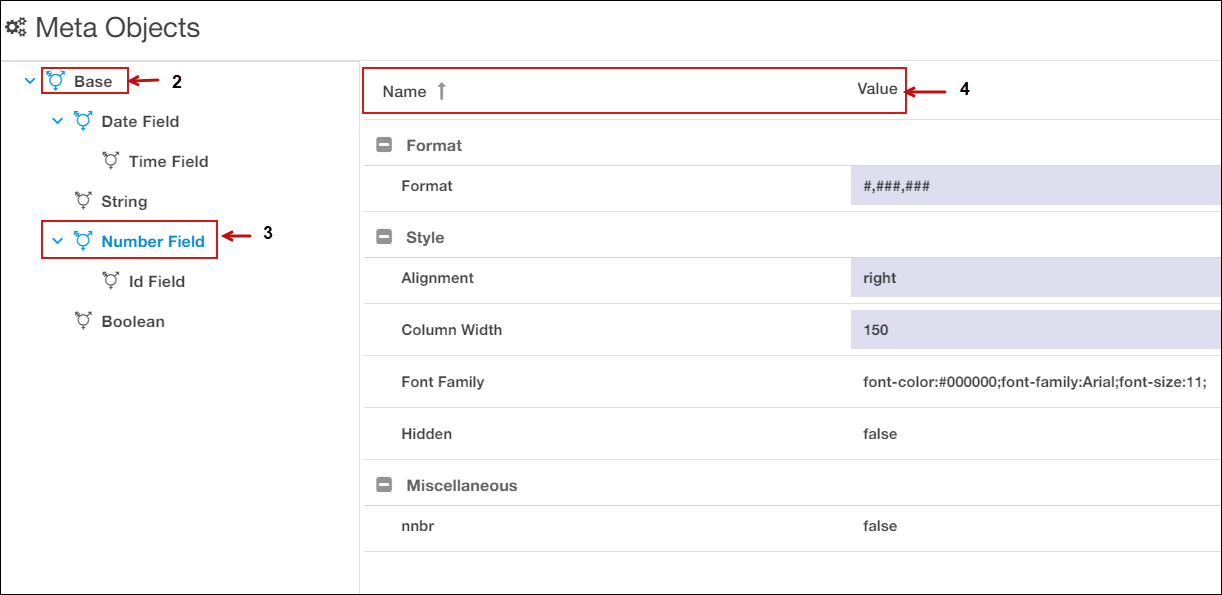 Meta Objects
Base
2
Date Field
Time Field
String
Number Field
3
Id Field
Boolean
Name Value
4
Format
Format #,###,###
Style
Alignment right
Column Width 150
Font Family font-color:#000000;font-family:Arial;font-size:11;
Hidden false
Miscellaneous
nnbr false